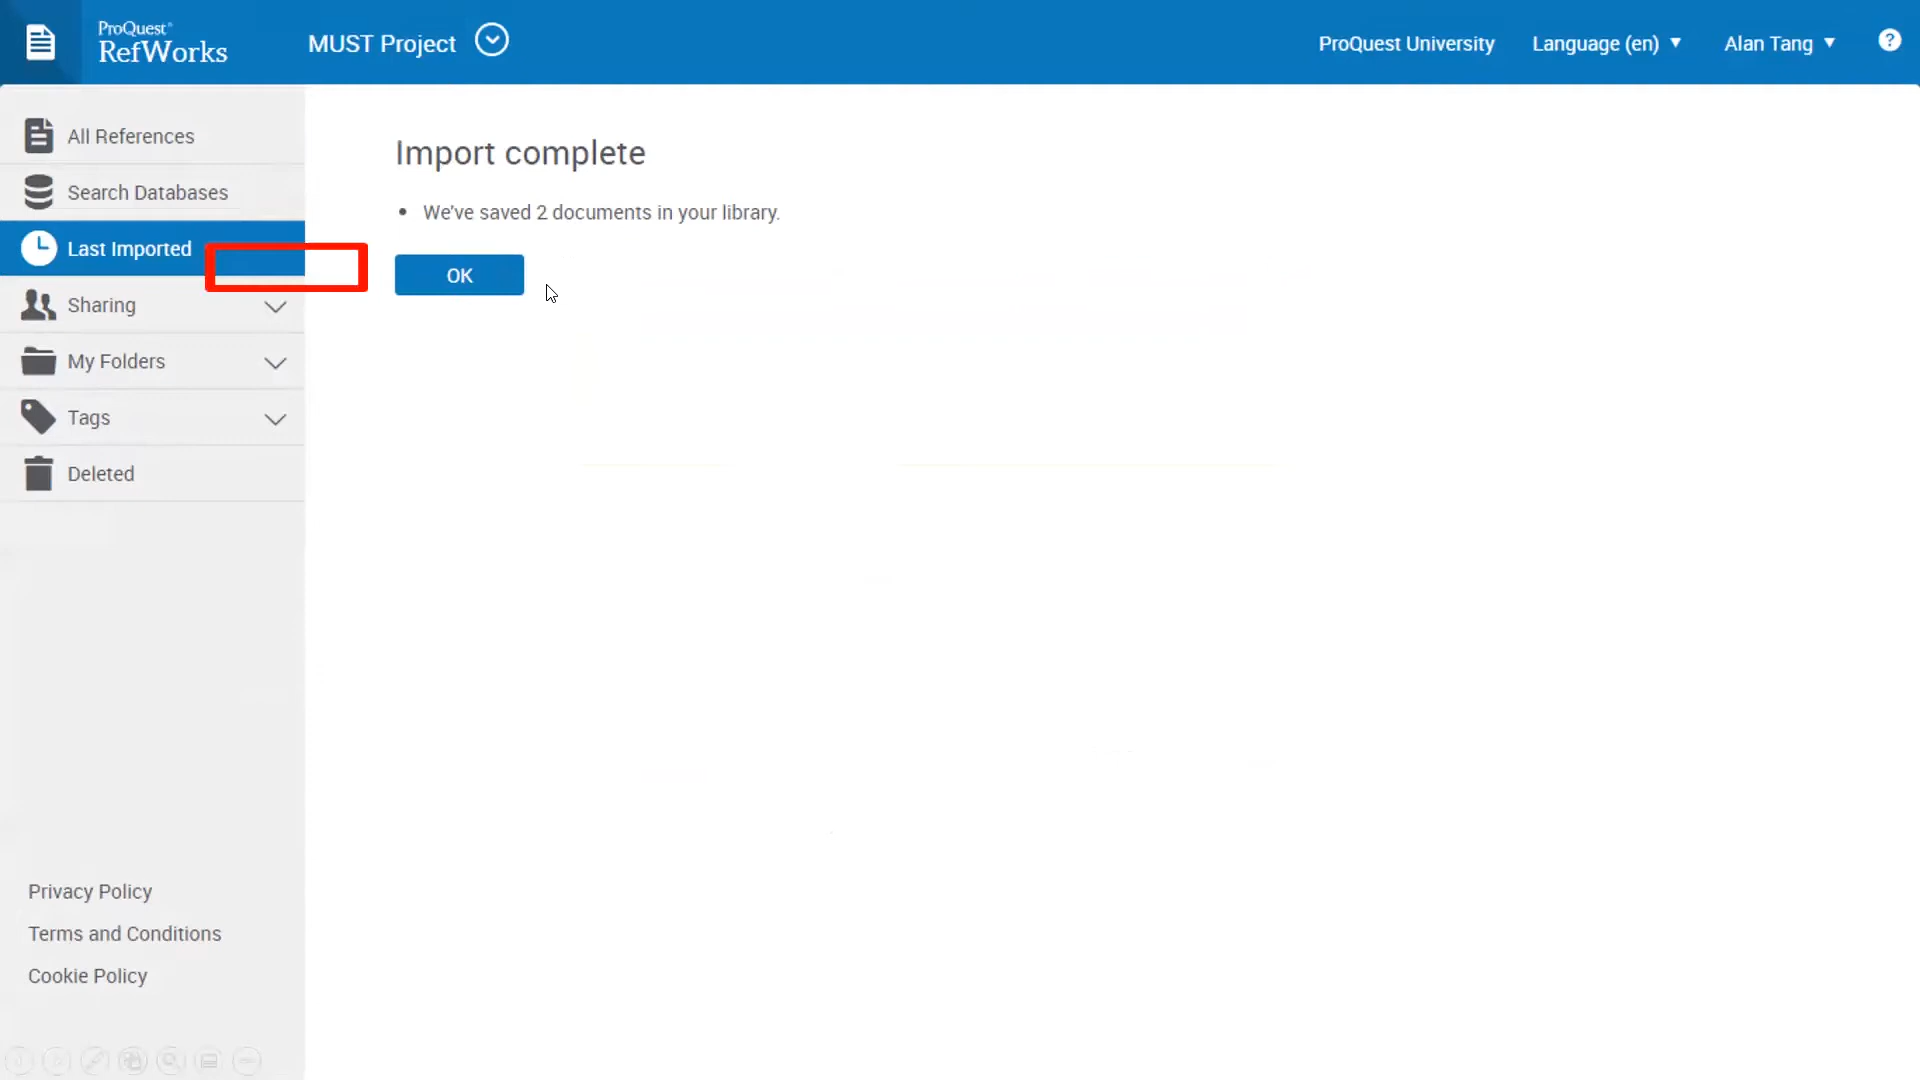 ProQuest®
RefWorks
MUST Project
ProQuest University
Language (en)
Alan Tang
?
All References
Search Databases
Last Imported
Sharing
My Folders
Tags
Deleted
Import complete
• We've saved 2 documents in your library.
OK
Privacy Policy
Terms and Conditions
Cookie Policy